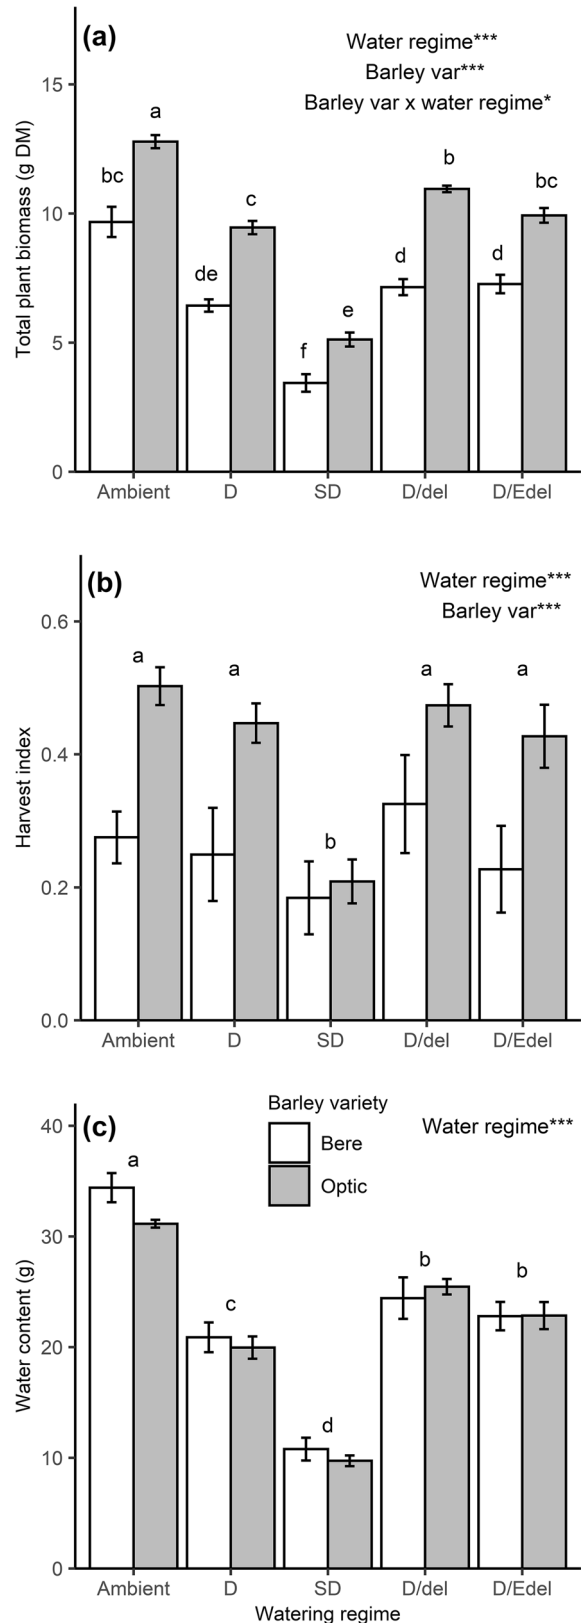 (a)
Water regime***
Barley var***
Barley var x water regime*
Total plant biomass (g DM)
15
10
5
0
bc
a
de
c
f
e
d
b
d
bc
Ambient D SD D/del D/Edel
(b)
Water regime***
Barley var***
Harvest index
0.6
0.4
0.2
0.0
a
a
b
a
a
Ambient D SD D/del D/Edel
(c)
Barley variety
Bere
Optic
Water regime***
Water content (g)
40
30
20
10
0
a
c
d
b
b
Ambient D SD D/del D/Edel
Watering regime